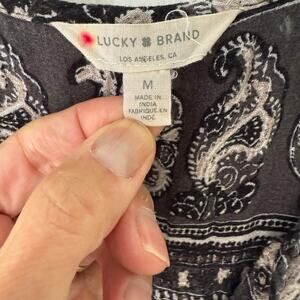 LUCKY BRAND
LOS ANGELES, CA
M
MADE IN
INDIA
FABRIQUÉ EN
INDE